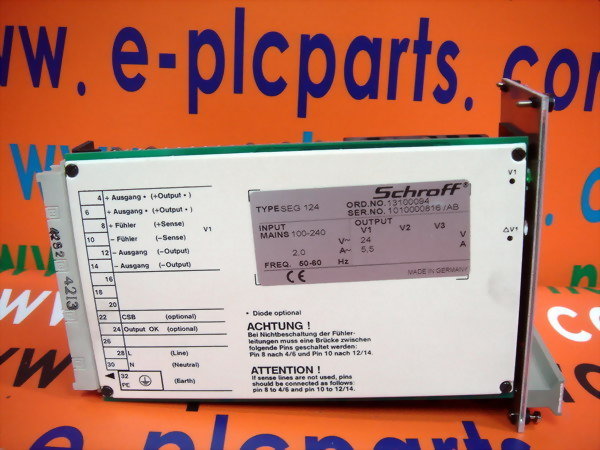 w. e-plcparts. com
Schroff®
TYPE SEG 124
ORD.NO. 13100094
SER.NO. 1010000816 /AB
INPUT
OUTPUT
MAINS 100-240
V1 V2 V3
V~ 24 V
2.0 A~ 5,5 A
FREQ. 50-60 Hz
CE
MADE IN GERMANY
V1
△V1
4 + Ausgang • (+Output •)
6 + Ausgang • (+Output •)
8 + Fühler (+Sense)
10 – Fühler (–Sense) V1
12 – Ausgang (–Output)
14 – Ausgang (–Output)
16
18
20
22 CSB (optional)
24 Output OK (optional)
26
28 L (Line)
30 N (Neutral)
32 PE (Earth)
4213
• Diode optional
ACHTUNG !
Bei Nichtbeschaltung der Fühler-
leitungen muss eine Brücke zwischen
folgende Pins geschaltet werden:
Pin 8 nach 4/6 und Pin 10 nach 12/14.
ATTENTION !
If sense lines are not used, pins
should be connected as follows:
pin 8 to 4/6 and pin 10 to 12/14.
w. e-plcparts. co